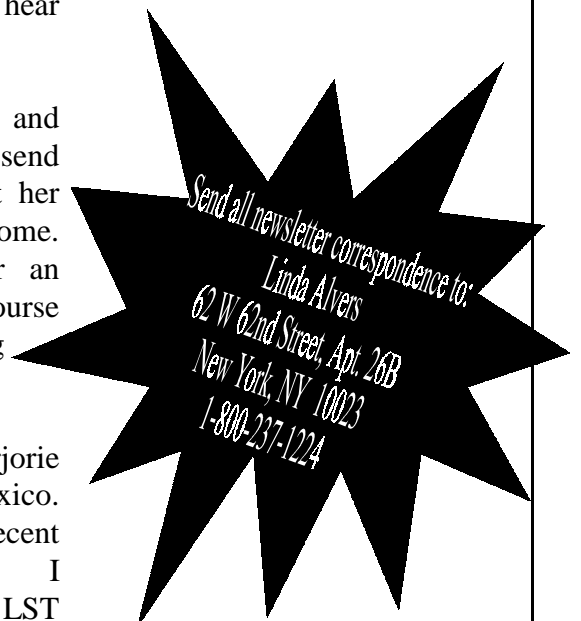 hear
and
send
her
ome.
an
ourse
jorie
xico.
ecent
I
LST
Send all newsletter correspondence to:
Linda Alvers
62 W 62nd Street, Apt. 26B
New York, NY 10023
1-800-237-1224